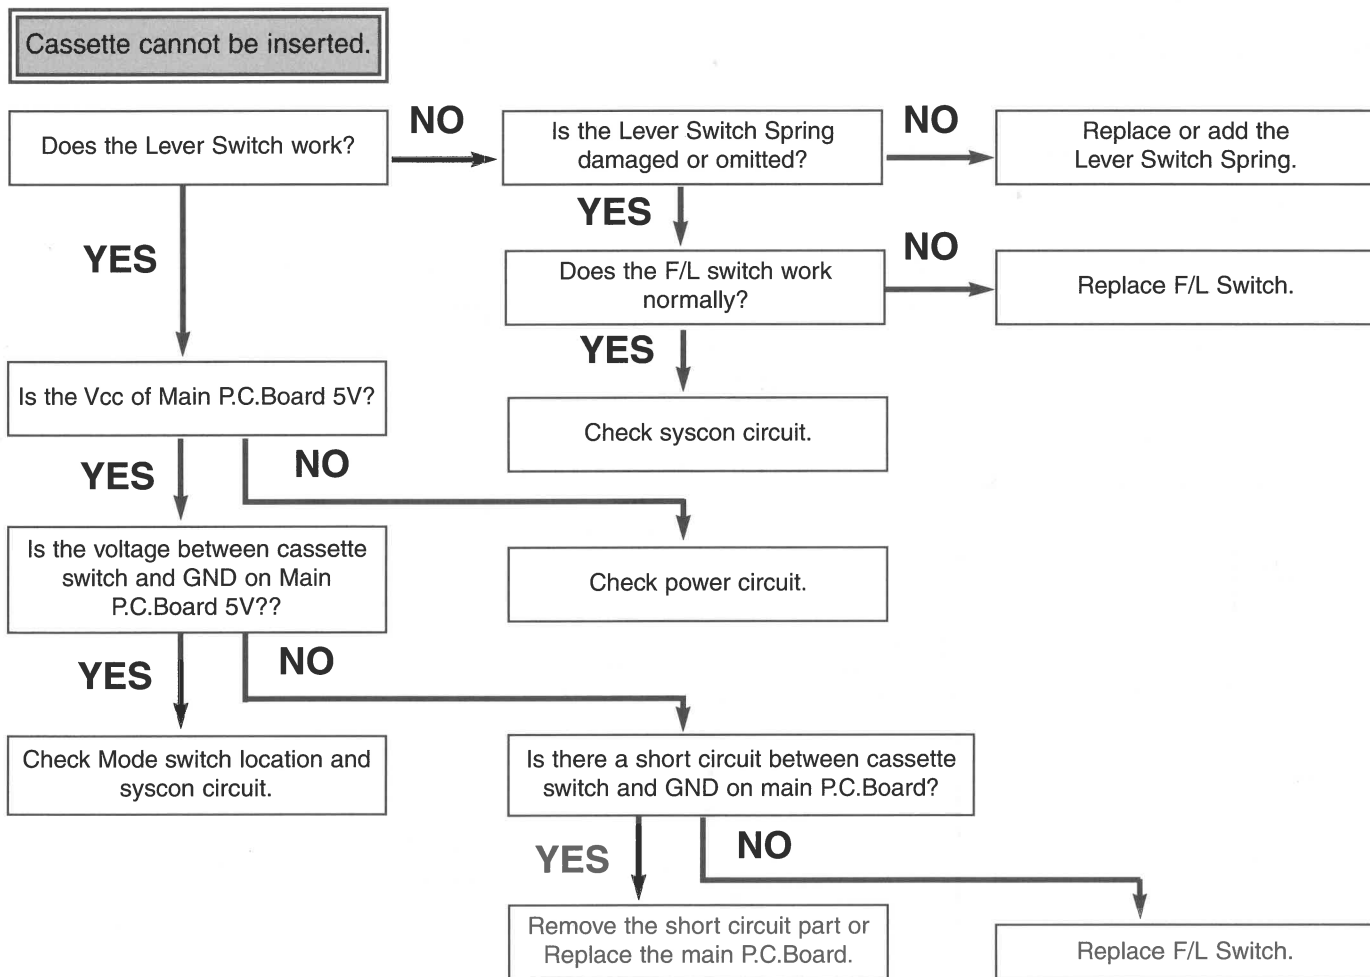 Cassette cannot be inserted.
Does the Lever Switch work?
NO
Is the Lever Switch Spring
damaged or omitted?
NO
Replace or add the
Lever Switch Spring.
YES
YES
Does the F/L switch work
normally?
NO
Replace F/L Switch.
YES
Is the Vcc of Main P.C.Board 5V?
Check syscon circuit.
YES
NO
Is the voltage between cassette
switch and GND on Main
P.C.Board 5V??
Check power circuit.
YES
NO
Check Mode switch location and
syscon circuit.
Is there a short circuit between cassette
switch and GND on main P.C.Board?
YES
NO
Remove the short circuit part or
Replace the main P.C.Board.
Replace F/L Switch.